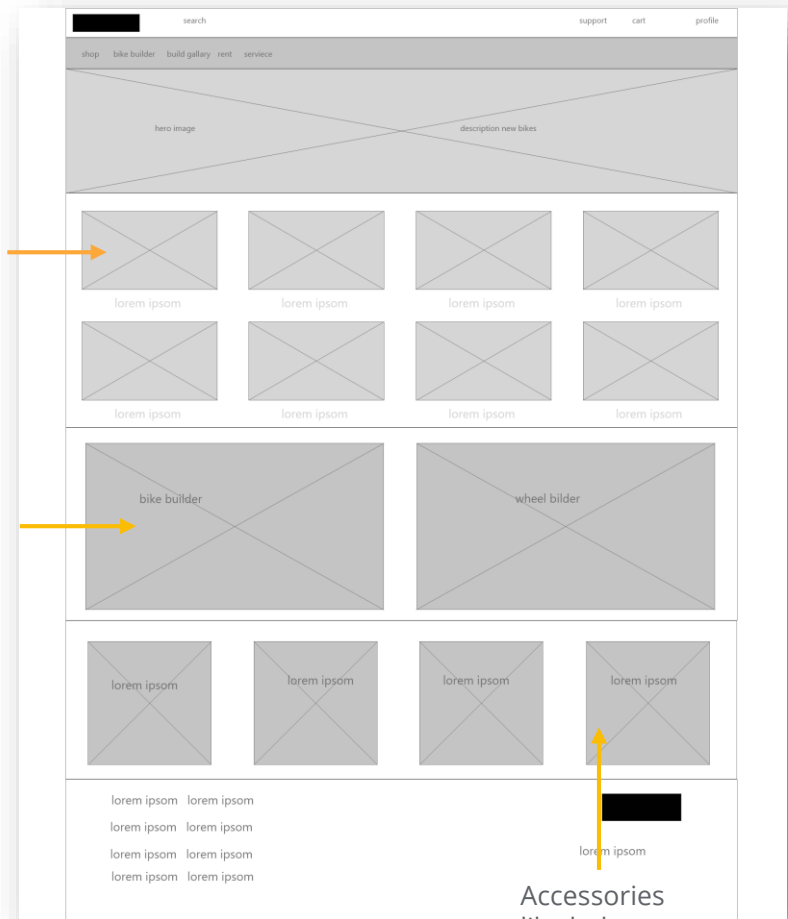 search support cart profile
shop bike builder build gallary rent serviece
hero image description new bikes
lorem ipsom lorem ipsom lorem ipsom lorem ipsom
lorem ipsom lorem ipsom lorem ipsom lorem ipsom
bike builder wheel bilder
lorem ipsom lorem ipsom lorem ipsom lorem ipsom
lorem ipsom lorem ipsom
lorem ipsom lorem ipsom
lorem ipsom lorem ipsom
lorem ipsom lorem ipsom
lorem ipsom
Accessories